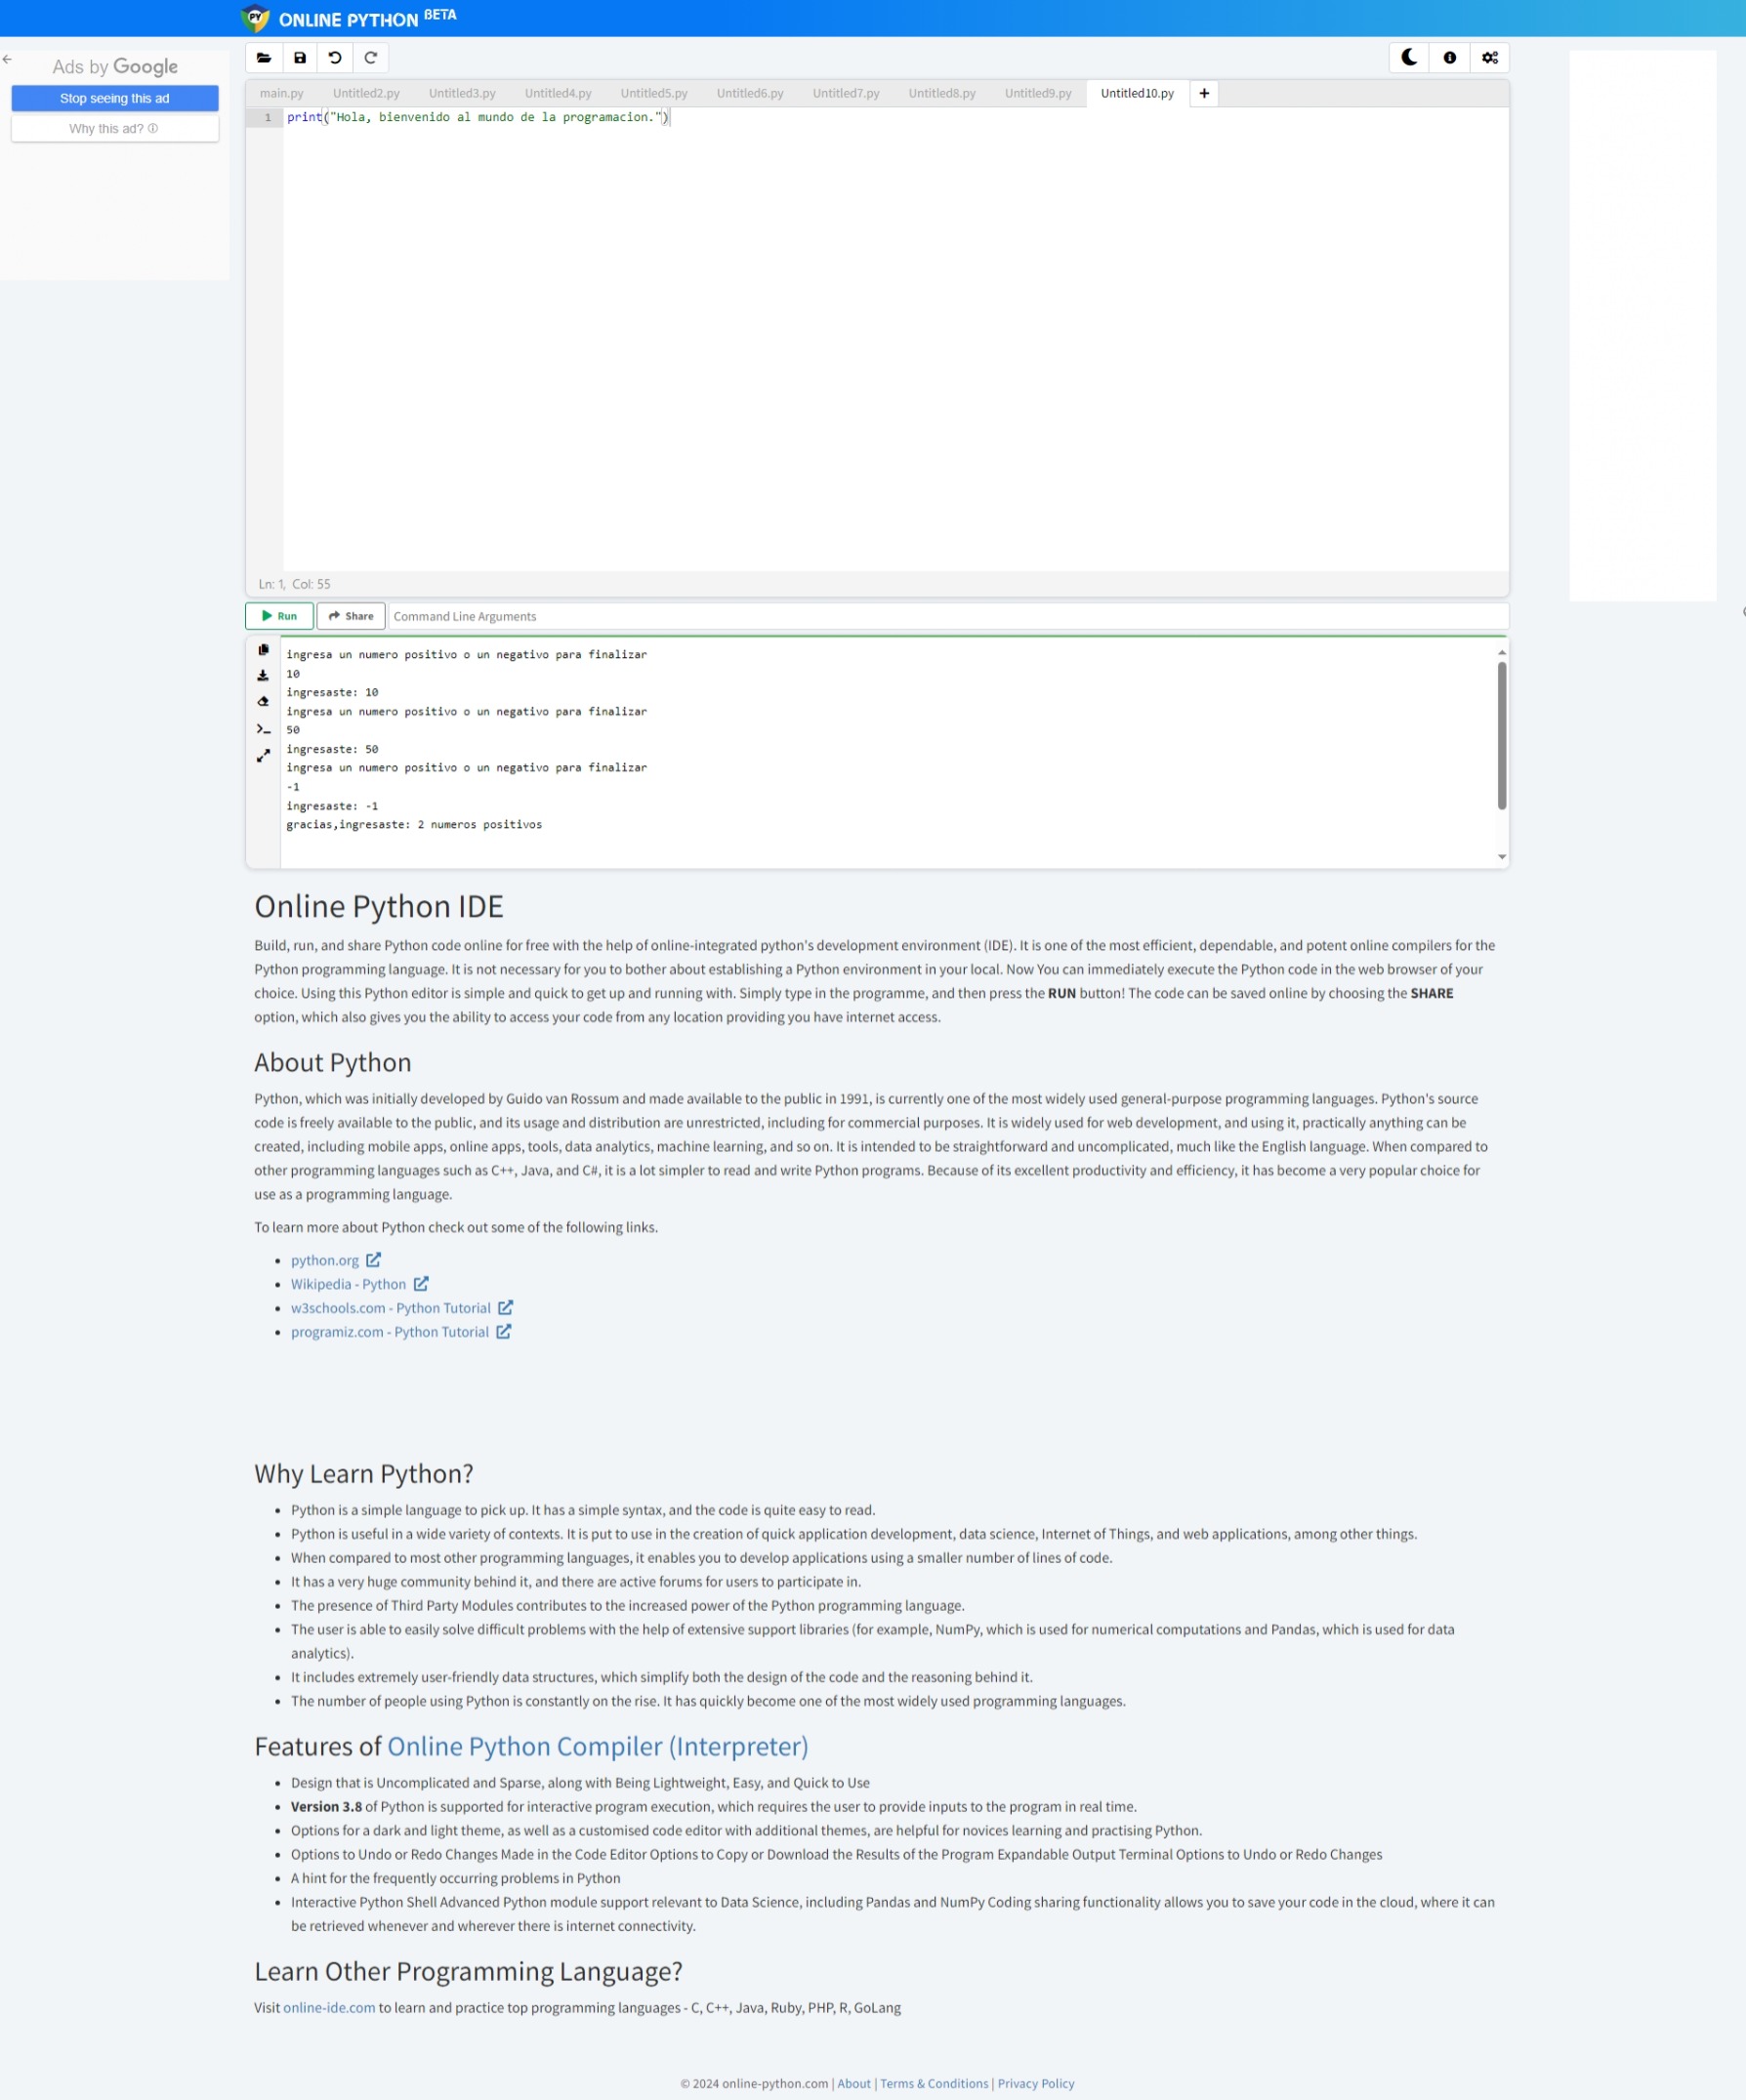 PY ONLINE PYTHON BETA
Ads by Google
Stop seeing this ad
Why this ad?
main.py Untitled2.py Untitled3.py Untitled4.py Untitled5.py Untitled6.py Untitled7.py Untitled8.py Untitled9.py Untitled10.py +
1 print("Hola, bienvenido al mundo de la programacion.")
Ln: 1, Col: 55
Run Share Command Line Arguments
ingresa un numero positivo o un negativo para finalizar
10
ingresaste: 10
ingresa un numero positivo o un negativo para finalizar
50
ingresaste: 50
ingresa un numero positivo o un negativo para finalizar
-1
ingresaste: -1
gracias,ingresaste: 2 numeros positivos
Online Python IDE
Build, run, and share Python code online for free with the help of online-integrated python's development environment (IDE). It is one of the most efficient, dependable, and potent online compilers for the
Python programming language. It is not necessary for you to bother about establishing a Python environment in your local. Now You can immediately execute the Python code in the web browser of your
choice. Using this Python editor is simple and quick to get up and running with. Simply type in the programme, and then press the RUN button! The code can be saved online by choosing the SHARE
option, which also gives you the ability to access your code from any location providing you have internet access.
About Python
Python, which was initially developed by Guido van Rossum and made available to the public in 1991, is currently one of the most widely used general-purpose programming languages. Python's source
code is freely available to the public, and its usage and distribution are unrestricted, including for commercial purposes. It is widely used for web development, and using it, practically anything can be
created, including mobile apps, online apps, tools, data analytics, machine learning, and so on. It is intended to be straightforward and uncomplicated, much like the English language. When compared to
other programming languages such as C++, Java, and C#, it is a lot simpler to read and write Python programs. Because of its excellent productivity and efficiency, it has become a very popular choice for
use as a programming language.
To learn more about Python check out some of the following links.
python.org
Wikipedia - Python
w3schools.com - Python Tutorial
programiz.com - Python Tutorial
Why Learn Python?
Python is a simple language to pick up. It has a simple syntax, and the code is quite easy to read.
Python is useful in a wide variety of contexts. It is put to use in the creation of quick application development, data science, Internet of Things, and web applications, among other things.
When compared to most other programming languages, it enables you to develop applications using a smaller number of lines of code.
It has a very huge community behind it, and there are active forums for users to participate in.
The presence of Third Party Modules contributes to the increased power of the Python programming language.
The user is able to easily solve difficult problems with the help of extensive support libraries (for example, NumPy, which is used for numerical computations and Pandas, which is used for data
analytics).
It includes extremely user-friendly data structures, which simplify both the design of the code and the reasoning behind it.
The number of people using Python is constantly on the rise. It has quickly become one of the most widely used programming languages.
Features of Online Python Compiler (Interpreter)
Design that is Uncomplicated and Sparse, along with Being Lightweight, Easy, and Quick to Use
Version 3.8 of Python is supported for interactive program execution, which requires the user to provide inputs to the program in real time.
Options for a dark and light theme, as well as a customised code editor with additional themes, are helpful for novices learning and practising Python.
Options to Undo or Redo Changes Made in the Code Editor Options to Copy or Download the Results of the Program Expandable Output Terminal Options to Undo or Redo Changes
A hint for the frequently occurring problems in Python
Interactive Python Shell Advanced Python module support relevant to Data Science, including Pandas and NumPy Coding sharing functionality allows you to save your code in the cloud, where it can
be retrieved whenever and wherever there is internet connectivity.
Learn Other Programming Language?
Visit online-ide.com to learn and practice top programming languages - C, C++, Java, Ruby, PHP, R, GoLang
© 2024 online-python.com | About | Terms & Conditions | Privacy Policy